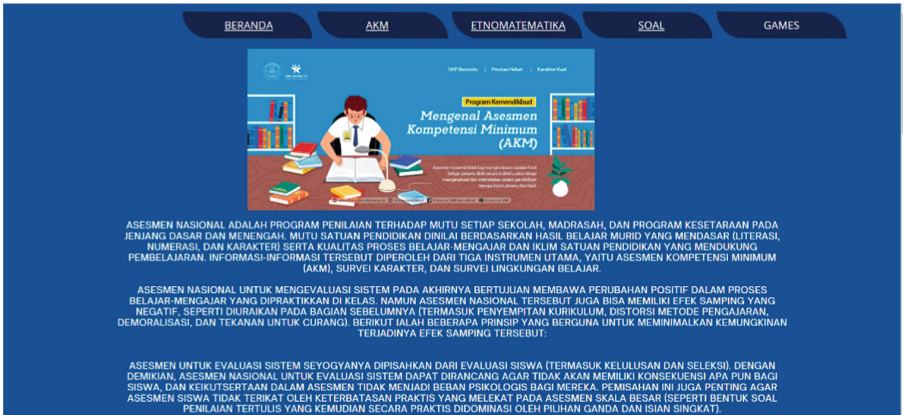 BERANDA
AKM
ETNOMATEMATIKA
SOAL
GAMES
SMP Bermutu | Prestasi Hebat | Karakter Kuat
Program Kemendikbud
Mengenal Asesmen
Kompetensi Minimum
(AKM)
ASESMEN NASIONAL ADALAH PROGRAM PENILAIAN TERHADAP MUTU SETIAP SEKOLAH, MADRASAH, DAN PROGRAM KESETARAAN PADA
JENJANG DASAR DAN MENENGAH. MUTU SATUAN PENDIDIKAN DINILAI BERDASARKAN HASIL BELAJAR MURID YANG MENDASAR (LITERASI,
NUMERASI, DAN KARAKTER) SERTA KUALITAS PROSES BELAJAR-MENGAJAR DAN IKLIM SATUAN PENDIDIKAN YANG MENDUKUNG
PEMBELAJARAN. INFORMASI-INFORMASI TERSEBUT DIPEROLEH DARI TIGA INSTRUMEN UTAMA, YAITU ASESMEN KOMPETENSI MINIMUM
(AKM), SURVEI KARAKTER, DAN SURVEI LINGKUNGAN BELAJAR.
ASESMEN NASIONAL UNTUK MENGEVALUASI SISTEM PADA AKHIRNYA BERTUJUAN MEMBAWA PERUBAHAN POSITIF DALAM PROSES
BELAJAR-MENGAJAR YANG DIPRAKTIKKAN DI KELAS. NAMUN ASESMEN NASIONAL TERSEBUT JUGA BISA MEMILIKI EFEK SAMPING YANG
NEGATIF, SEPERTI DIURAIKAN PADA BAGIAN SEBELUMNYA (TERMASUK PENYEMPITAN KURIKULUM, DISTORSI METODE PENGAJARAN,
DEMORALISASI, DAN TEKANAN UNTUK CURANG). BERIKUT IALAH BEBERAPA PRINSIP YANG BERGUNA UNTUK MEMINIMALKAN KEMUNGKINAN
TERJADINYA EFEK SAMPING TERSEBUT:
ASESMEN UNTUK EVALUASI SISTEM SEYOGYANYA DIPISAHKAN DARI EVALUASI SISWA (TERMASUK KELULUSAN DAN SELEKSI). DENGAN
DEMIKIAN, ASESMEN NASIONAL UNTUK EVALUASI SISTEM DAPAT DIRANCANG AGAR TIDAK AKAN MEMILIKI KONSEKUENSI APA PUN BAGI
SISWA, DAN KEIKUTSERTAAN DALAM ASESMEN TIDAK MENJADI BEBAN PSIKOLOGIS BAGI MEREKA. PEMISAHAN INI JUGA PENTING AGAR
ASESMEN SISWA TIDAK TERIKAT OLEH KETERBATASAN PRAKTIS YANG MELEKAT PADA ASESMEN SKALA BESAR (SEPERTI BENTUK SOAL
PENILAIAN TERTULIS YANG KEMUDIAN SECARA PRAKTIS DIDOMINASI OLEH PILIHAN GANDA DAN ISIAN SINGKAT).